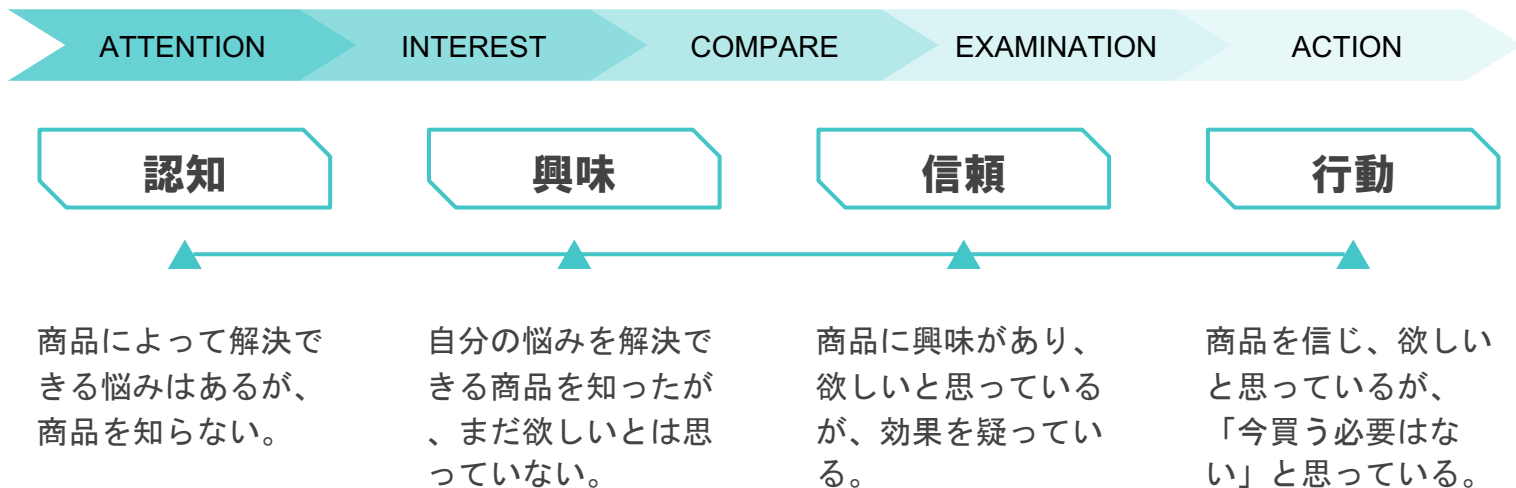 ATTENTION
INTEREST
COMPARE
EXAMINATION
ACTION
認知
興味
信頼
行動
商品によって解決で
きる悩みはあるが、
商品を知らない。
自分の悩みを解決で
きる商品を知ったが
、まだ欲しいとは思
っていない。
商品に興味があり、
欲しいと思っている
が、効果を疑ってい
る。
商品を信じ、欲しい
と思っているが、
「今買う必要はな
い」と思っている。